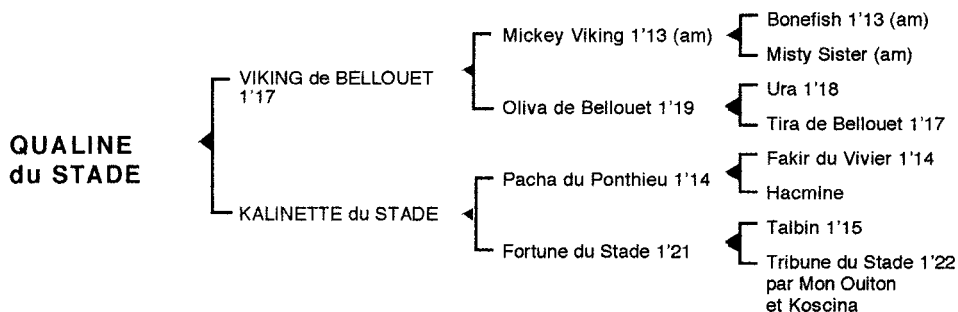 QUALINE
du STADE
VIKING de BELLOUET
1'17
KALINETTE du STADE
Mickey Viking 1'13 (am)
Oliva de Bellouet 1'19
Pacha du Ponthieu 1'14
Fortune du Stade 1'21
Bonefish 1'13 (am)
Misty Sister (am)
Ura 1'18
Tira de Bellouet 1'17
Fakir du Vivier 1'14
Hacmine
Talbin 1'15
Tribune du Stade 1'22
par Mon Ouiton
et Koscina